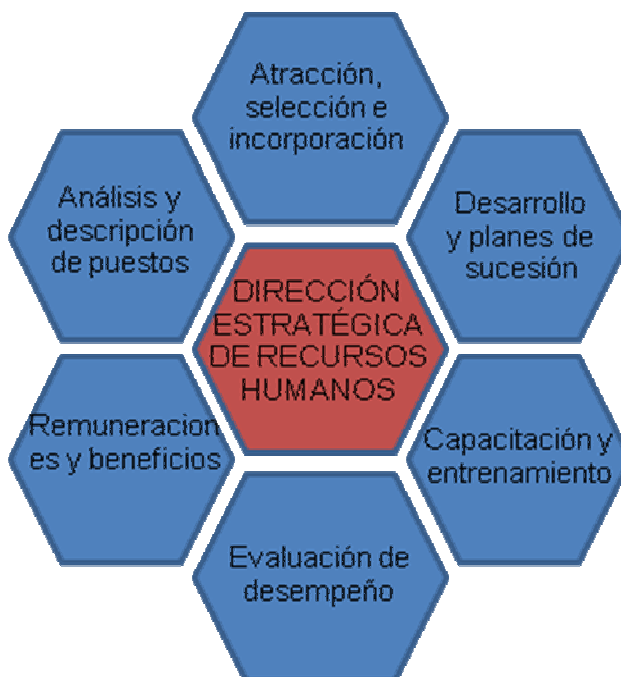 Atracción,
selección e
incorporación
Análisis y
descripción
de puestos
Desarrollo
y planes de
sucesión
DIRECCIÓN
ESTRATÉGICA
DE RECURSOS
HUMANOS
Remuneracion
es y beneficios
Capacitación y
entrenamiento
Evaluación de
desempeño